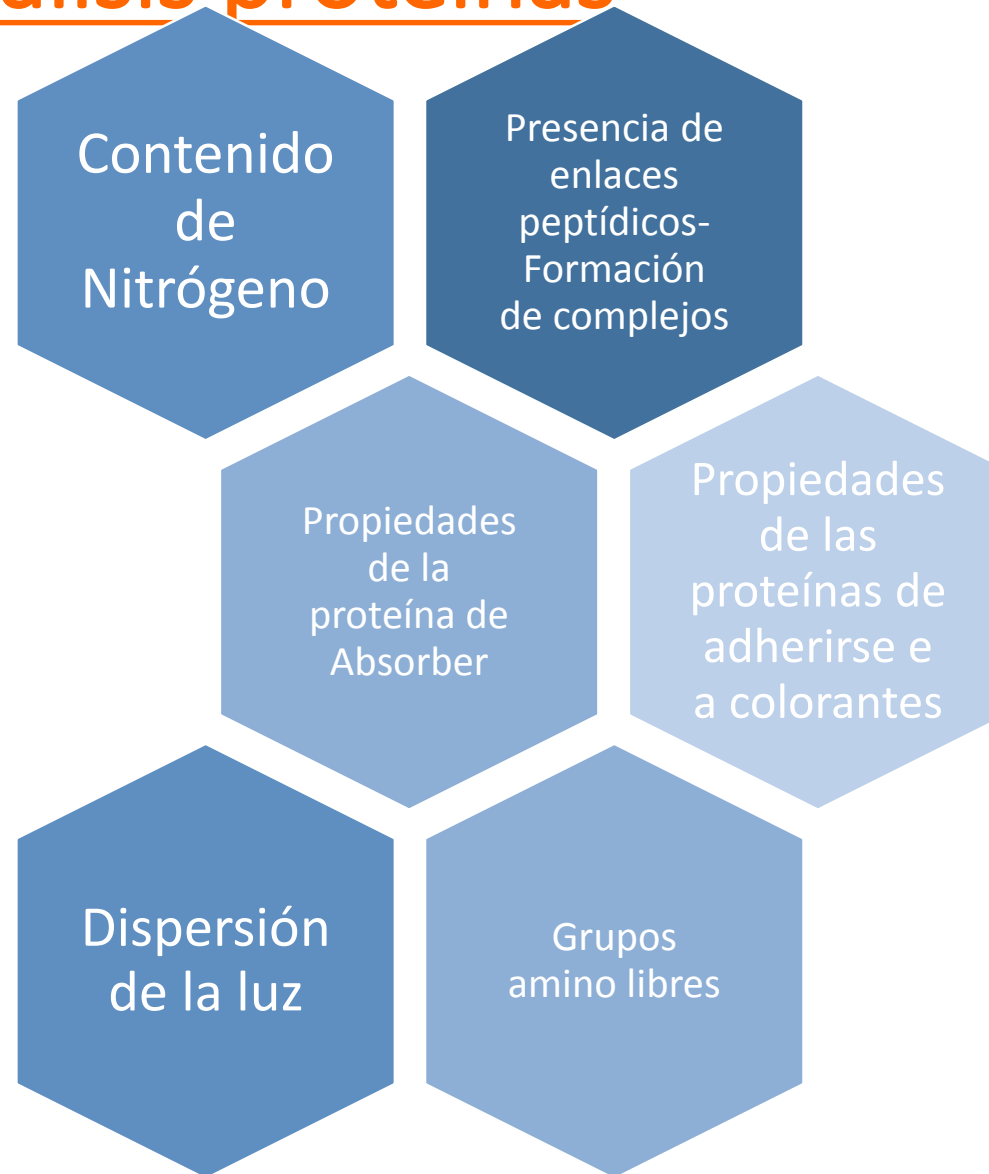 proteínas
Contenido
de
Nitrógeno
Presencia de
enlaces
peptídicos-
Formación
de complejos
Propiedades
de la
proteína de
Absorber
Propiedades
de las
proteínas de
adherirse e
a colorantes
Dispersión
de la luz
Grupos
amino libres